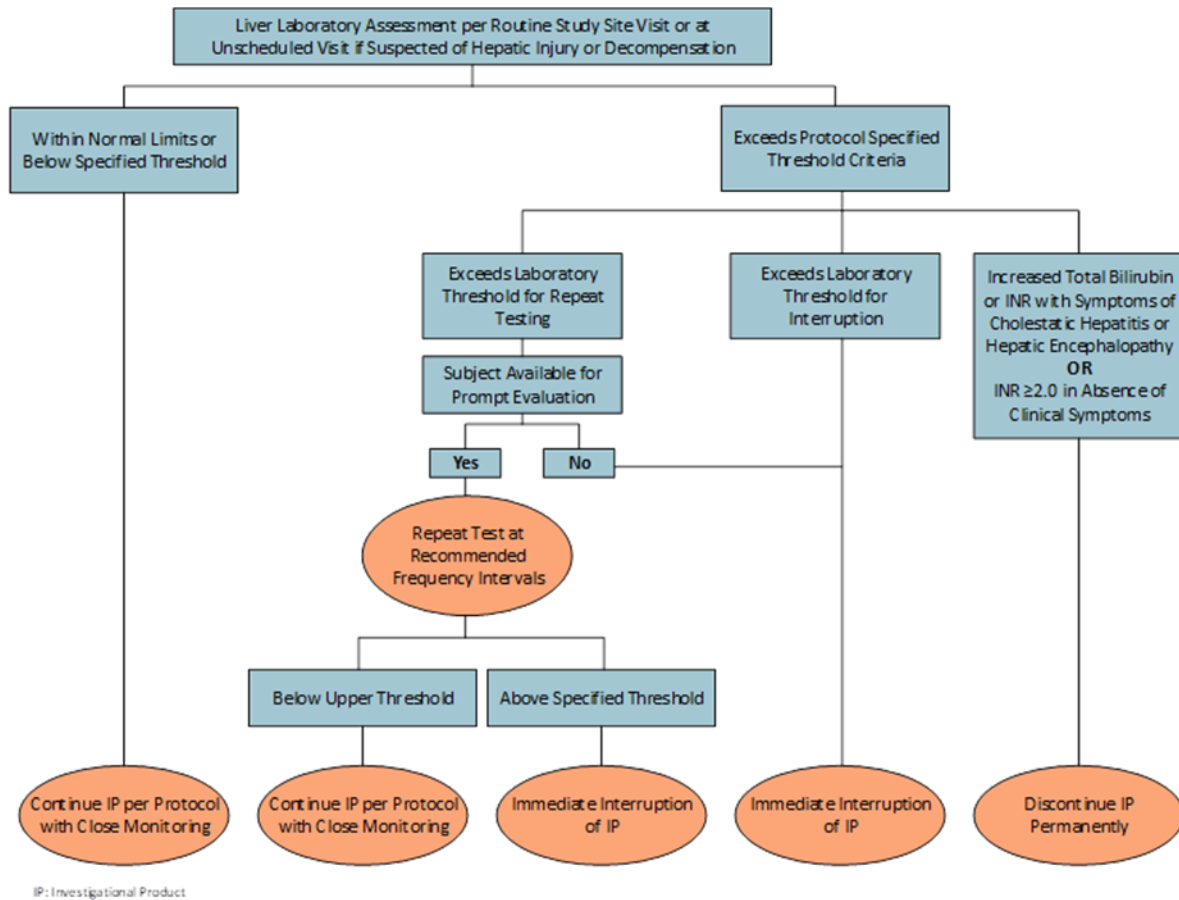 Liver Laboratory Assessment per Routine Study Site Visit or at
Unscheduled Visit if Suspected of Hepatic Injury or Decompensation
Within Normal Limits or
Below Specified Threshold
Exceeds Protocol Specified
Threshold Criteria
Exceeds Laboratory
Threshold for Repeat
Testing
Exceeds Laboratory
Threshold for
Interruption
Increased Total Bilirubin
or INR with Symptoms of
Cholestatic Hepatitis or
Hepatic Encephalopathy
OR
INR ≥2.0 in Absence of
Clinical Symptoms
Subject Available for
Prompt Evaluation
Yes
No
Repeat Test at
Recommended
Frequency Intervals
Below Upper Threshold
Above Specified Threshold
Continue IP per Protocol
with Close Monitoring
Continue IP per Protocol
with Close Monitoring
Immediate Interruption
of IP
Immediate Interruption
of IP
Discontinue IP
Permanently
IP: Investigational Product